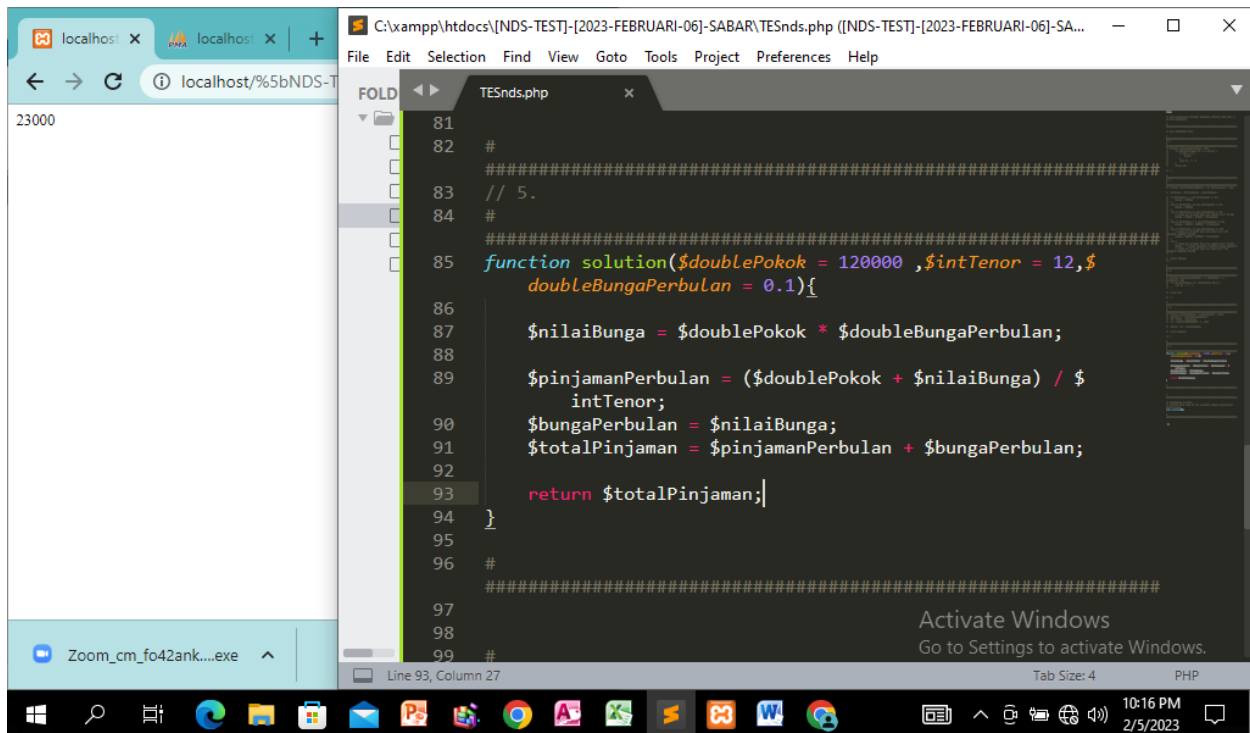 localhost
localhost
C:\xampp\htdocs\[NDS-TEST]-[2023-FEBRUARI-06]-SABAR\TESnds.php ([NDS-TEST]-[2023-FEBRUARI-06]-SA...
File Edit Selection Find View Goto Tools Project Preferences Help
localhost/%5bNDS-T
FOLD
TESnds.php
23000
81
82 #
###############################################################
83 // 5.
84 #
###############################################################
85 function solution($doublePokok = 120000 ,$intTenor = 12,$
doubleBungaPerbulan = 0.1){
86
87 $nilaiBunga = $doublePokok * $doubleBungaPerbulan;
88
89 $pinjamanPerbulan = ($doublePokok + $nilaiBunga) / $
intTenor;
90 $bungaPerbulan = $nilaiBunga;
91 $totalPinjaman = $pinjamanPerbulan + $bungaPerbulan;
92
93 return $totalPinjaman;
94 }
95
96 #
###############################################################
97
98
99 #
Activate Windows
Go to Settings to activate Windows.
Zoom_cm_fo42ank....exe
Line 93, Column 27
Tab Size: 4
PHP
10:16 PM
2/5/2023